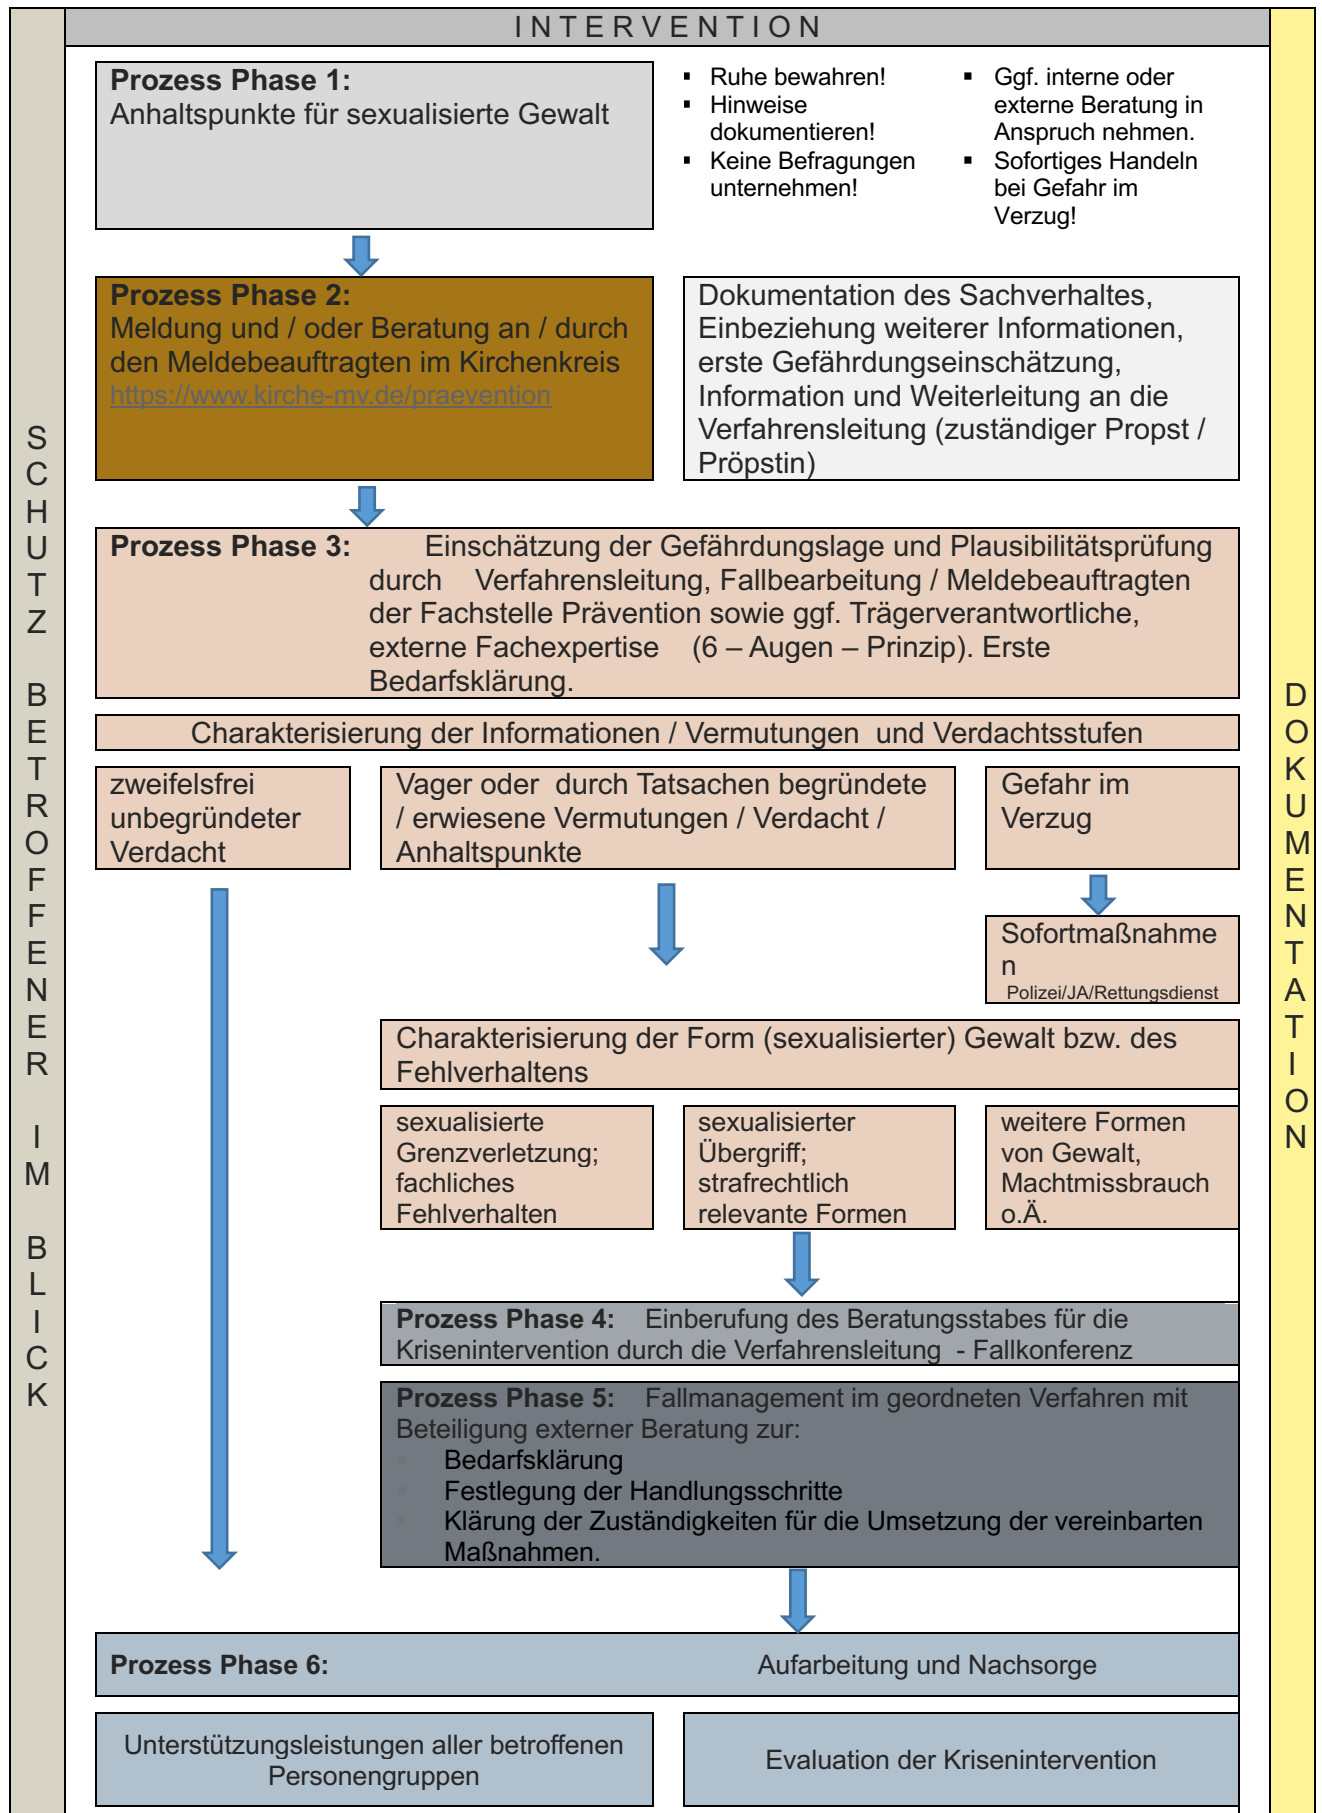 INTERVENTION
Prozess Phase 1:
Anhaltspunkte für sexualisierte Gewalt
▪ Ruhe bewahren!
▪ Hinweise
dokumentieren!
▪ Keine Befragungen
unternehmen!
▪ Ggf. interne oder
externe Beratung in
Anspruch nehmen.
▪ Sofortiges Handeln
bei Gefahr im
Verzug!
Prozess Phase 2:
Meldung und / oder Beratung an / durch
den Meldebeauftragten im Kirchenkreis
https://www.kirche-mv.de/praevention
Dokumentation des Sachverhaltes,
Einbeziehung weiterer Informationen,
erste Gefährdungseinschätzung,
Information und Weiterleitung an die
Verfahrensleitung (zuständiger Propst /
Pröpstin)
Prozess Phase 3: Einschätzung der Gefährdungslage und Plausibilitätsprüfung
durch Verfahrensleitung, Fallbearbeitung / Meldebeauftragten
der Fachstelle Prävention sowie ggf. Trägerverantwortliche,
externe Fachexpertise (6 – Augen – Prinzip). Erste
Bedarfsklärung.
Charakterisierung der Informationen / Vermutungen und Verdachtsstufen
zweifelsfrei
unbegründeter
Verdacht
Vager oder durch Tatsachen begründete
/ erwiesene Vermutungen / Verdacht /
Anhaltspunkte
Gefahr im
Verzug
Sofortmaßnahme
n
Polizei/JA/Rettungsdienst
Charakterisierung der Form (sexualisierter) Gewalt bzw. des
Fehlverhaltens
sexualisierte
Grenzverletzung;
fachliches
Fehlverhalten
sexualisierter
Übergriff;
strafrechtlich
relevante Formen
weitere Formen
von Gewalt,
Machtmissbrauch
o.Ä.
Prozess Phase 4: Einberufung des Beratungsstabes für die
Krisenintervention durch die Verfahrensleitung - Fallkonferenz
Prozess Phase 5: Fallmanagement im geordneten Verfahren mit
Beteiligung externer Beratung zur:
▪ Bedarfsklärung
▪ Festlegung der Handlungsschritte
▪ Klärung der Zuständigkeiten für die Umsetzung der vereinbarten
Maßnahmen.
Prozess Phase 6: Aufarbeitung und Nachsorge
Unterstützungsleistungen aller betroffenen
Personengruppen
Evaluation der Krisenintervention
SCHUTZ BETROFFENER IM BLICK
DOKUMENTATION